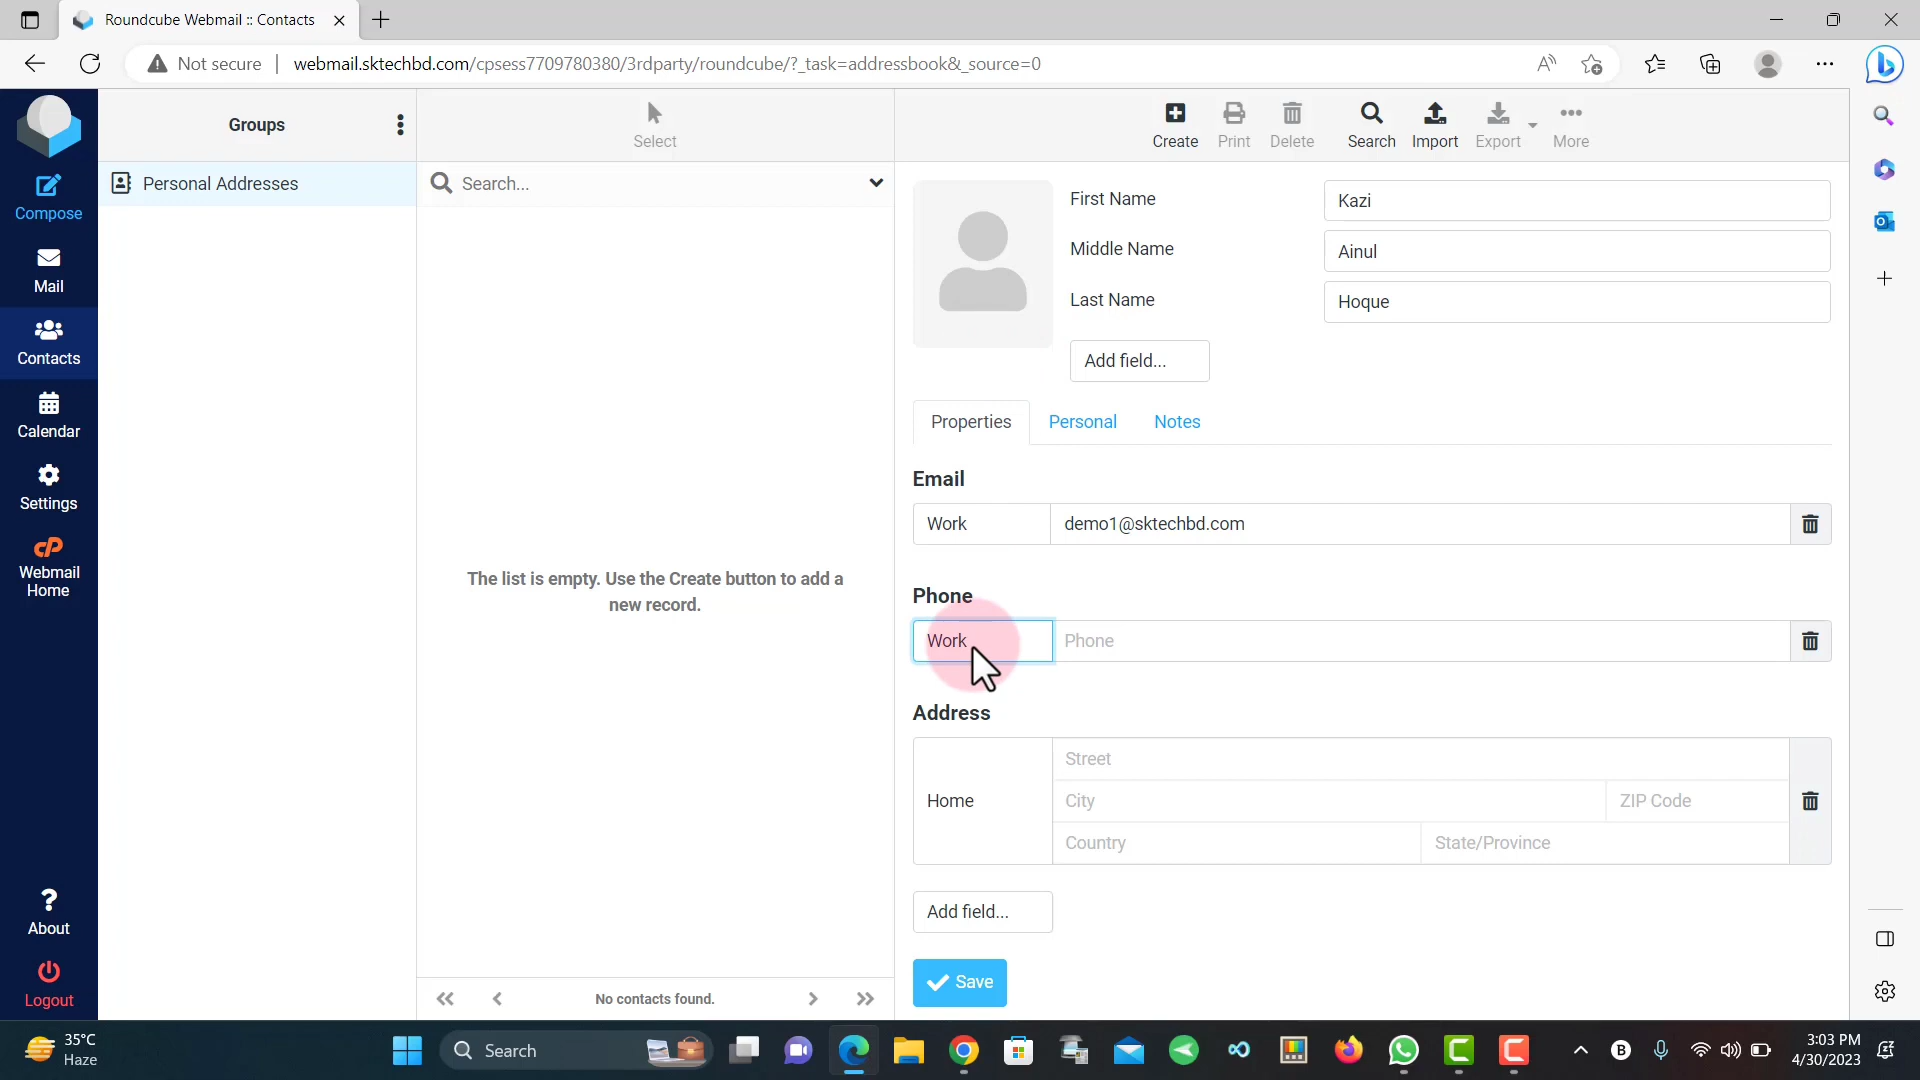 Roundcube Webmail :: Contacts
Not secure
webmail.sktechbd.com/cpsess7709780380/3rdparty/roundcube/?_task=addressbook&_source=0
Compose
Mail
Contacts
Calendar
Settings
cP
Webmail
Home
About
Logout
Groups
Personal Addresses
Select
Search...
The list is empty. Use the Create button to add a
new record.
No contacts found.
Create
Print
Delete
Search
Import
Export
More
First Name
Kazi
Middle Name
Ainul
Last Name
Hoque
Add field...
Properties
Personal
Notes
Email
Work
demo1@sktechbd.com
Phone
Work
Phone
Address
Home
Street
City
ZIP Code
Country
State/Province
Add field...
Save
35°C
Haze
Search
B
3:03 PM
4/30/2023